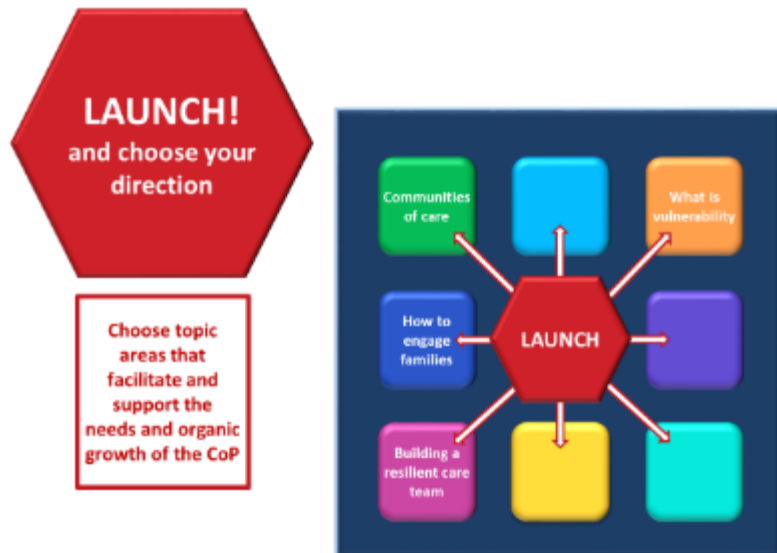 LAUNCH!
and choose your
direction
Choose topic
areas that
facilitate and
support the
needs and organic
growth of the CoP
Communities
of care
What is
vulnerability
How to
engage
families
LAUNCH
Building a
resilient care
team